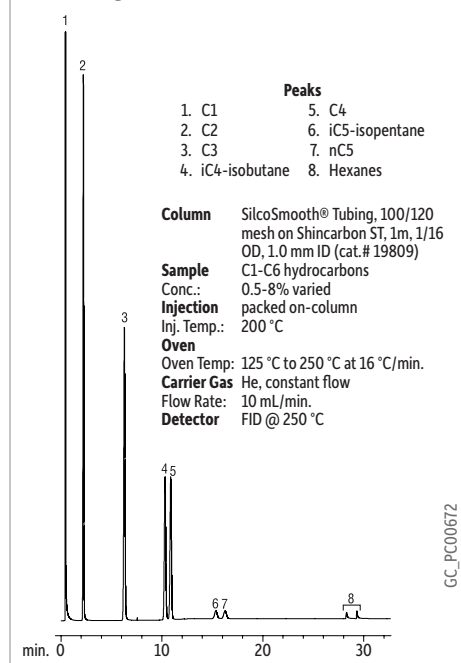 1
2
Peaks
1. C1
2. C2
3. C3
4. iC4-isobutane
5. C4
6. iC5-isopentane
7. nC5
8. Hexanes
Column SilcoSmooth® Tubing, 100/120
mesh on Shincarbon ST, 1m, 1/16
OD, 1.0 mm ID (cat.# 19809)
Sample C1-C6 hydrocarbons
Conc.: 0.5-8% varied
Injection packed on-column
Inj. Temp.: 200 °C
Oven
Oven Temp: 125 °C to 250 °C at 16 °C/min.
Carrier Gas He, constant flow
Flow Rate: 10 mL/min.
Detector FID @ 250 °C
3
4 5
6 7
8
GC_PC00672
min. 0 10 20 30